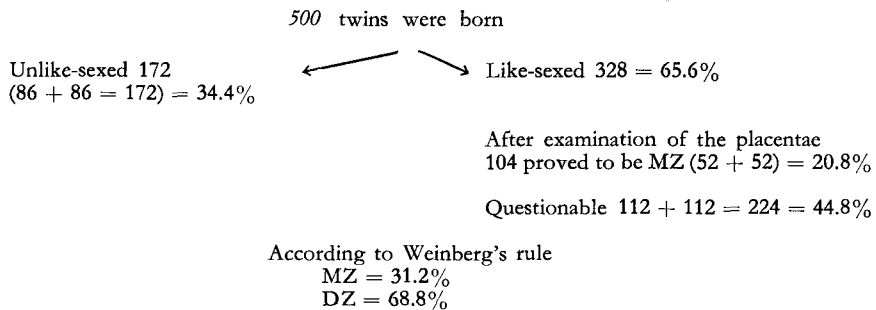 500 twins were born
Unlike-sexed 172
(86 + 86 = 172) = 34.4%
Like-sexed 328 = 65.6%
After examination of the placentae
104 proved to be MZ (52 + 52) = 20.8%
Questionable 112 + 112 = 224 = 44.8%
According to Weinberg's rule
MZ = 31.2%
DZ = 68.8%